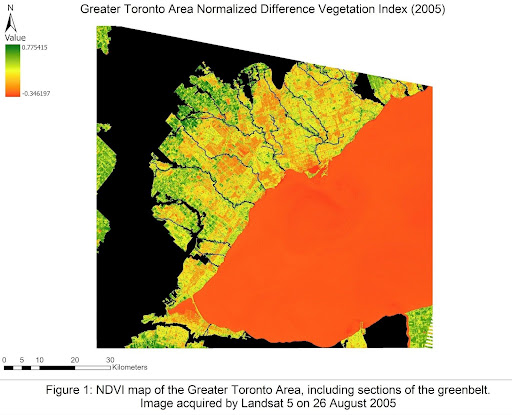 Greater Toronto Area Normalized Difference Vegetation Index (2005)
N
Value
0.775415
-0.346197
0 5 10 20 30
Kilometers
Figure 1: NDVI map of the Greater Toronto Area, including sections of the greenbelt.
Image acquired by Landsat 5 on 26 August 2005